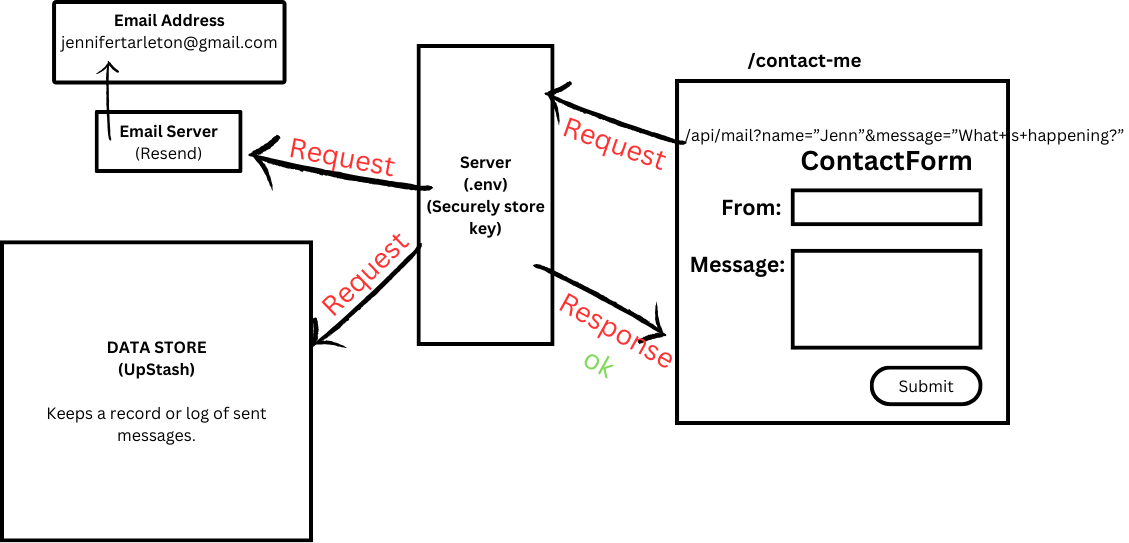 Email Address
jennifertarleton@gmail.com
Email Server
(Resend)
Request
Server
(.env)
(Securely store
key)
Request
/contact-me
/api/mail?name=”Jenn”&message=”What+is+happening?”
ContactForm
From:
Message:
Submit
Request
Response
ok
DATA STORE
(UpStash)
Keeps a record or log of sent
messages.